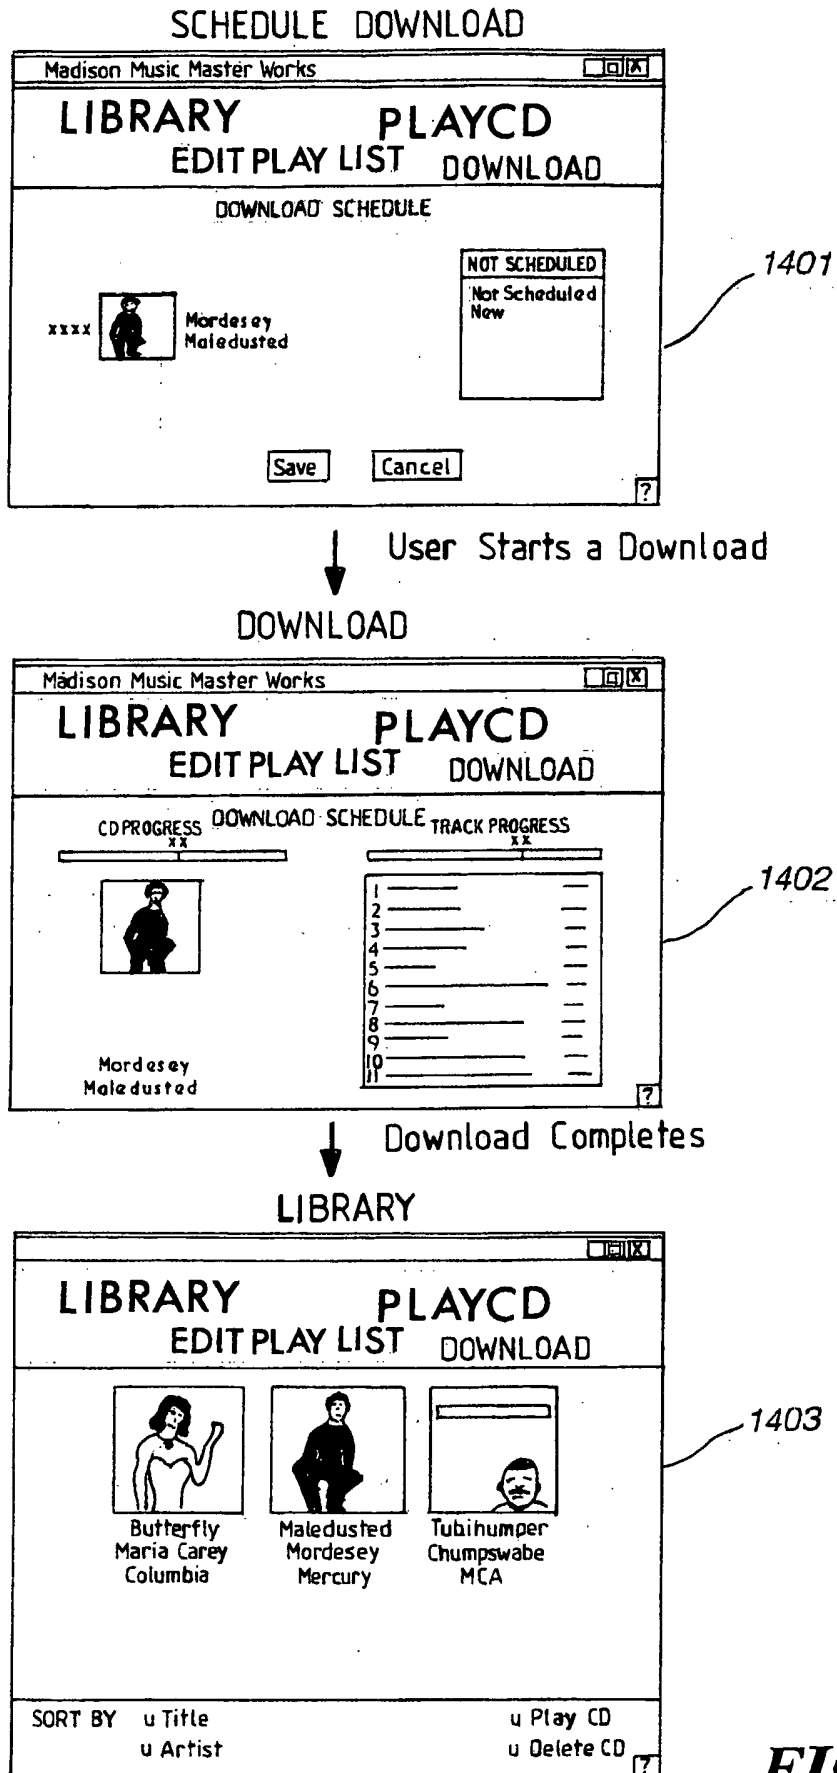 SCHEDULE DOWNLOAD
Madison Music Master Works
LIBRARY PLAYCD
EDIT PLAY LIST DOWNLOAD
DOWNLOAD SCHEDULE
NOT SCHEDULED
Not Scheduled
New
xxxx
Mordesey
Maledusted
Save Cancel
?
1401
User Starts a Download
DOWNLOAD
Madison Music Master Works
LIBRARY PLAYCD
EDIT PLAY LIST DOWNLOAD
DOWNLOAD SCHEDULE
CD PROGRESS TRACK PROGRESS
xx xx
1
2
3
4
5
6
7
8
9
10
11
Mordesey
Maledusted
?
1402
Download Completes
LIBRARY
LIBRARY PLAYCD
EDIT PLAY LIST DOWNLOAD
Butterfly
Maria Carey
Columbia
Maledusted
Mordesey
Mercury
Tubihumper
Chumpswabe
MCA
1403
SORT BY u Title u Play CD
u Artist u Delete CD
?